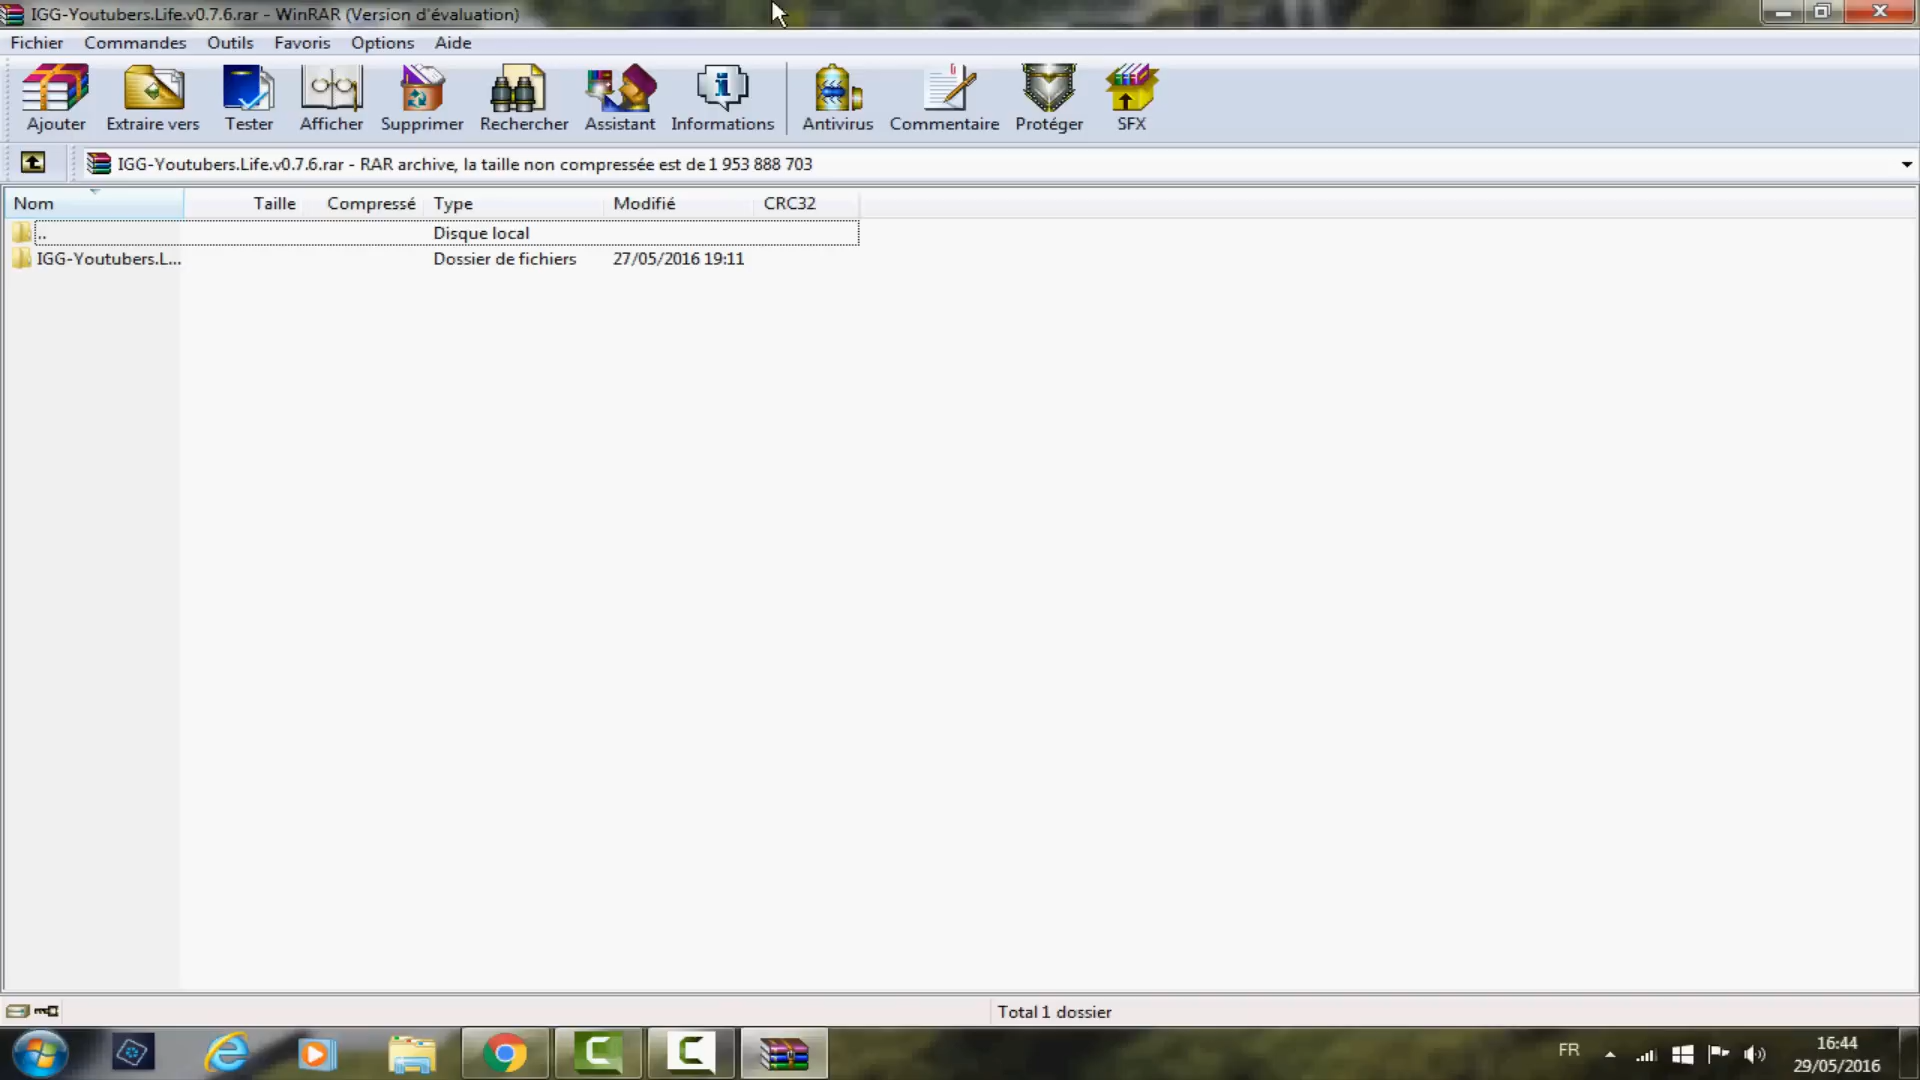 IGG-Youtubers.Life.v0.7.6.rar - WinRAR (Version d'évaluation)
Fichier Commandes Outils Favoris Options Aide
Ajouter Extraire vers Tester Afficher Supprimer Rechercher Assistant Informations Antivirus Commentaire Protéger SFX
IGG-Youtubers.Life.v0.7.6.rar - RAR archive, la taille non compressée est de 1 953 888 703
Nom Taille Compressé Type Modifié CRC32
.. Disque local
IGG-Youtubers.L... Dossier de fichiers 27/05/2016 19:11
Total 1 dossier
FR 16:44
29/05/2016